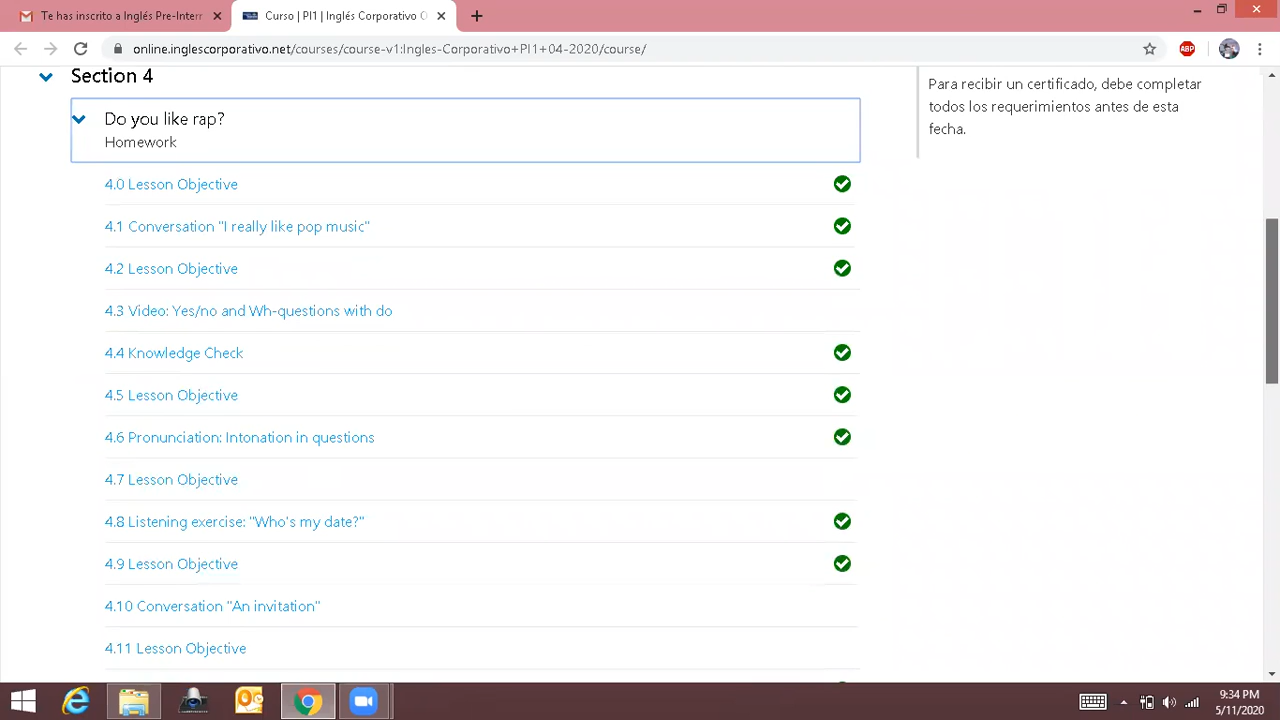 Te has inscrito a Inglés Pre-Interr
Curso | PI1 | Inglés Corporativo O
online.inglescorporativo.net/courses/course-v1:Ingles-Corporativo+PI1+04-2020/course/
ABP
Section 4
Do you like rap?
Homework
4.0 Lesson Objective
4.1 Conversation "I really like pop music"
4.2 Lesson Objective
4.3 Video: Yes/no and Wh-questions with do
4.4 Knowledge Check
4.5 Lesson Objective
4.6 Pronunciation: Intonation in questions
4.7 Lesson Objective
4.8 Listening exercise: "Who's my date?"
4.9 Lesson Objective
4.10 Conversation "An invitation"
4.11 Lesson Objective
Para recibir un certificado, debe completar
todos los requerimientos antes de esta
fecha.
9:34 PM
5/11/2020